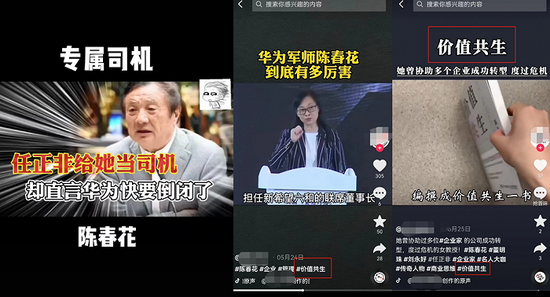 专属司机
任正非给她当司机
却直言华为快要倒闭了
陈春花
搜索你感兴趣的内容
华为军师陈春花
到底有多厉害
担任新希望六和的联席董事长
305
05月24日
#陈春花 #企业 #管理 #价值共生
搜索你感兴趣的内容
价值共生
她曾协助多个企业成功转型 度过危机
价值
共生
编撰成价值共生一书
6月25日
她曾协助过多位#企业家 的公司成功转
型，度过危机的女教授！#陈春花 #董明
珠 #刘永好 #任正非 #企业家 #名人大咖
#传奇人物 #商业思维 #价值共生